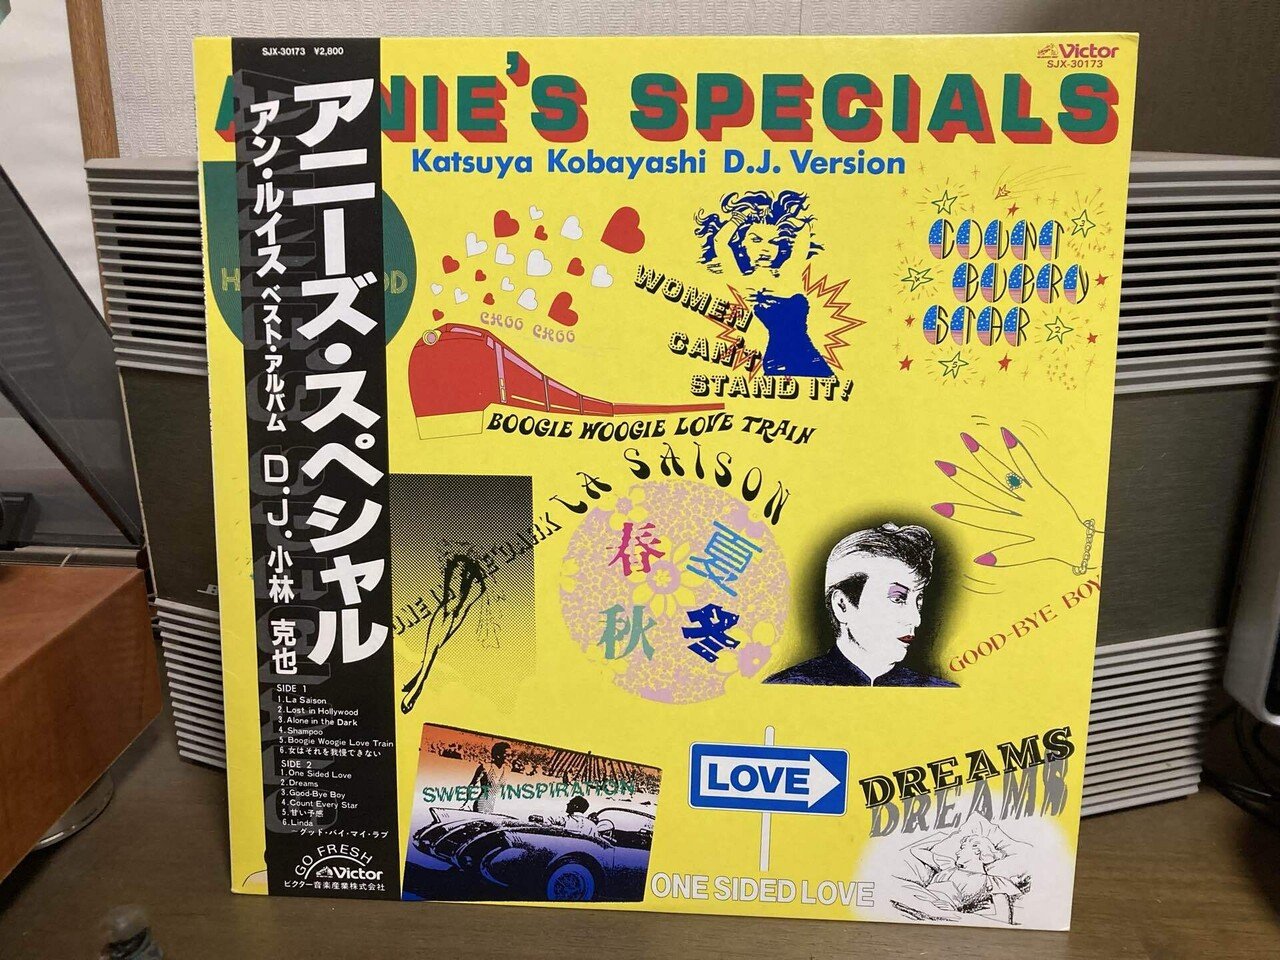 SJX-30173 ¥2,800
アニーズ・スペシャル
アン・ルイス ベスト・アルバム D.J.小林 克也
SIDE 1
1.La Saison
2.Lost in Hollywood
3.Alone in the Dark
4.Shampoo
5.Boogie Woogie Love Train
6.女はそれを我慢できない
SIDE 2
1.One Sided Love
2.Dreams
3.Good-Bye Boy
4.Count Every Star
5.甘い予感
6.Linda
—グッド・バイ・マイ・ラブ
GO FRESH
Victor
ビクター音楽産業株式会社
Victor
SJX-30173
NIE'S SPECIALS
Katsuya Kobayashi D.J. Version
CHOO CHOO
WOMEN
CAN'T
STAND IT!
COUNT
EVERY
STAR
BOOGIE WOOGIE LOVE TRAIN
LA SAISON
春 夏
秋 冬
DARK
GOOD-BYE BOY
SWEET INSPIRATION
LOVE
ONE SIDED LOVE
DREAMS
DREAMS